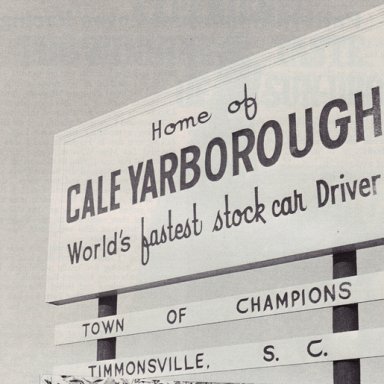 Home of
CALE YARBOROUGH
World's fastest stock car Driver
TOWN OF CHAMPIONS
TIMMONSVILLE, S. C.